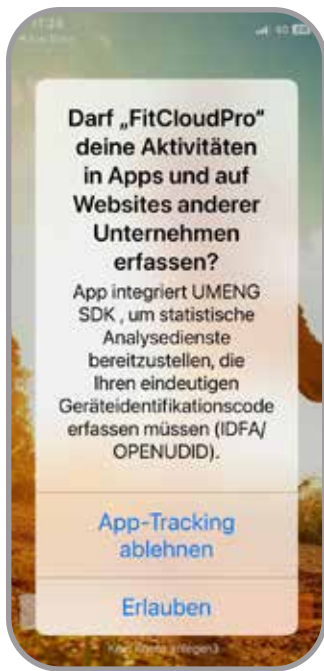 Darf „FitCloudPro“
deine Aktivitäten
in Apps und auf
Websites anderer
Unternehmen
erfassen?
App integriert UMENG
SDK , um statistische
Analysedienste
bereitzustellen, die
Ihren eindeutigen
Geräteidentifikationscode
erfassen müssen (IDFA/
OPENUDID).
App-Tracking
ablehnen
Erlauben